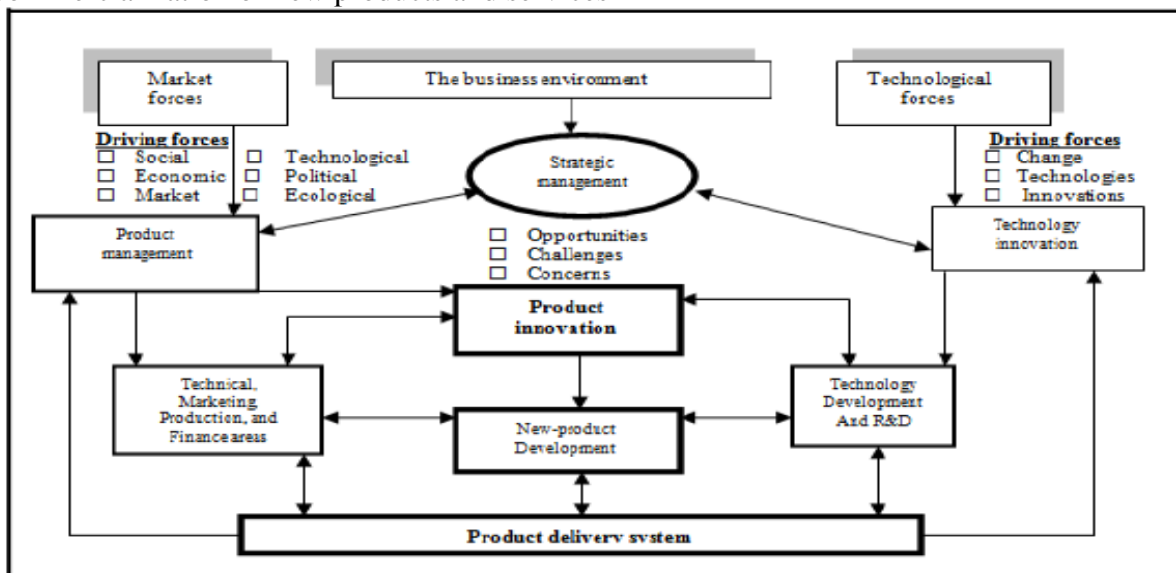 Market
forces
The business environment
Technological
forces
Driving forces
☐ Social ☐ Technological
☐ Economic ☐ Political
☐ Market ☐ Ecological
Strategic
management
Driving forces
☐ Change
☐ Technologies
☐ Innovations
Product
management
☐ Opportunities
☐ Challenges
☐ Concerns
Technology
innovation
Product
innovation
Technical,
Marketing,
Production, and
Finance areas
New-product
Development
Technology
Development
And R&D
Product delivery system